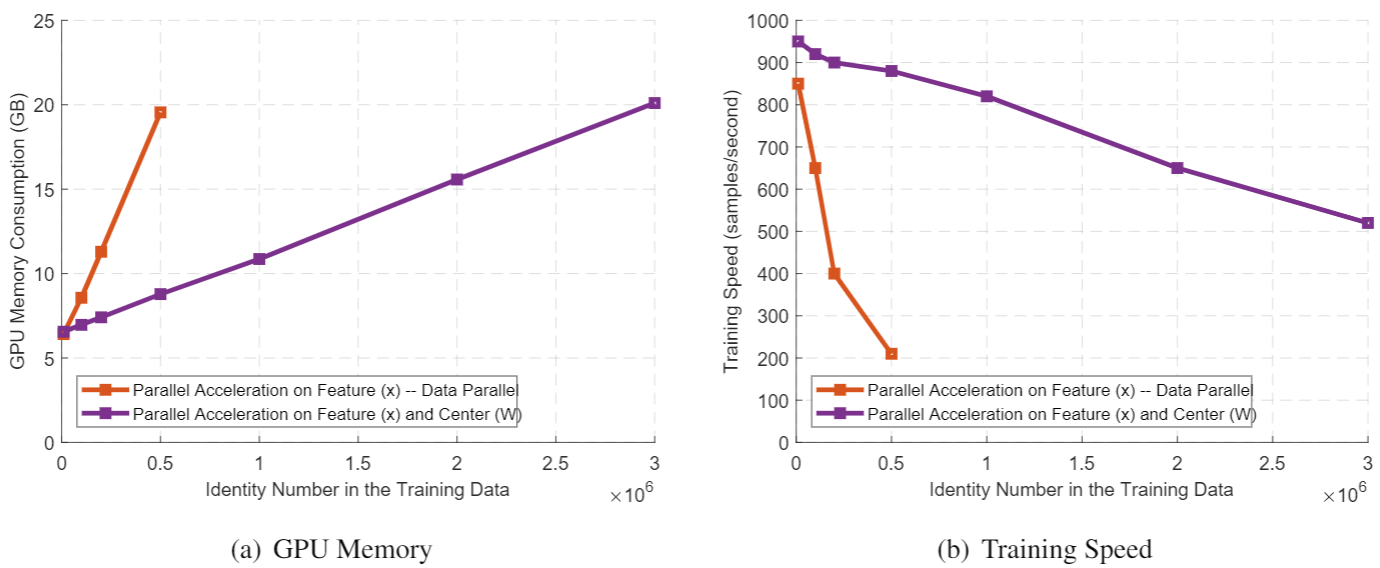 25
20
15
10
5
0
GPU Memory Consumption (GB)
Parallel Acceleration on Feature (x) -- Data Parallel
Parallel Acceleration on Feature (x) and Center (W)
0 0.5 1 1.5 2 2.5 3
Identity Number in the Training Data
×10^6
(a) GPU Memory
1000
900
800
700
600
500
400
300
200
100
0
Training Speed (samples/second)
Parallel Acceleration on Feature (x) -- Data Parallel
Parallel Acceleration on Feature (x) and Center (W)
0 0.5 1 1.5 2 2.5 3
Identity Number in the Training Data
×10^6
(b) Training Speed